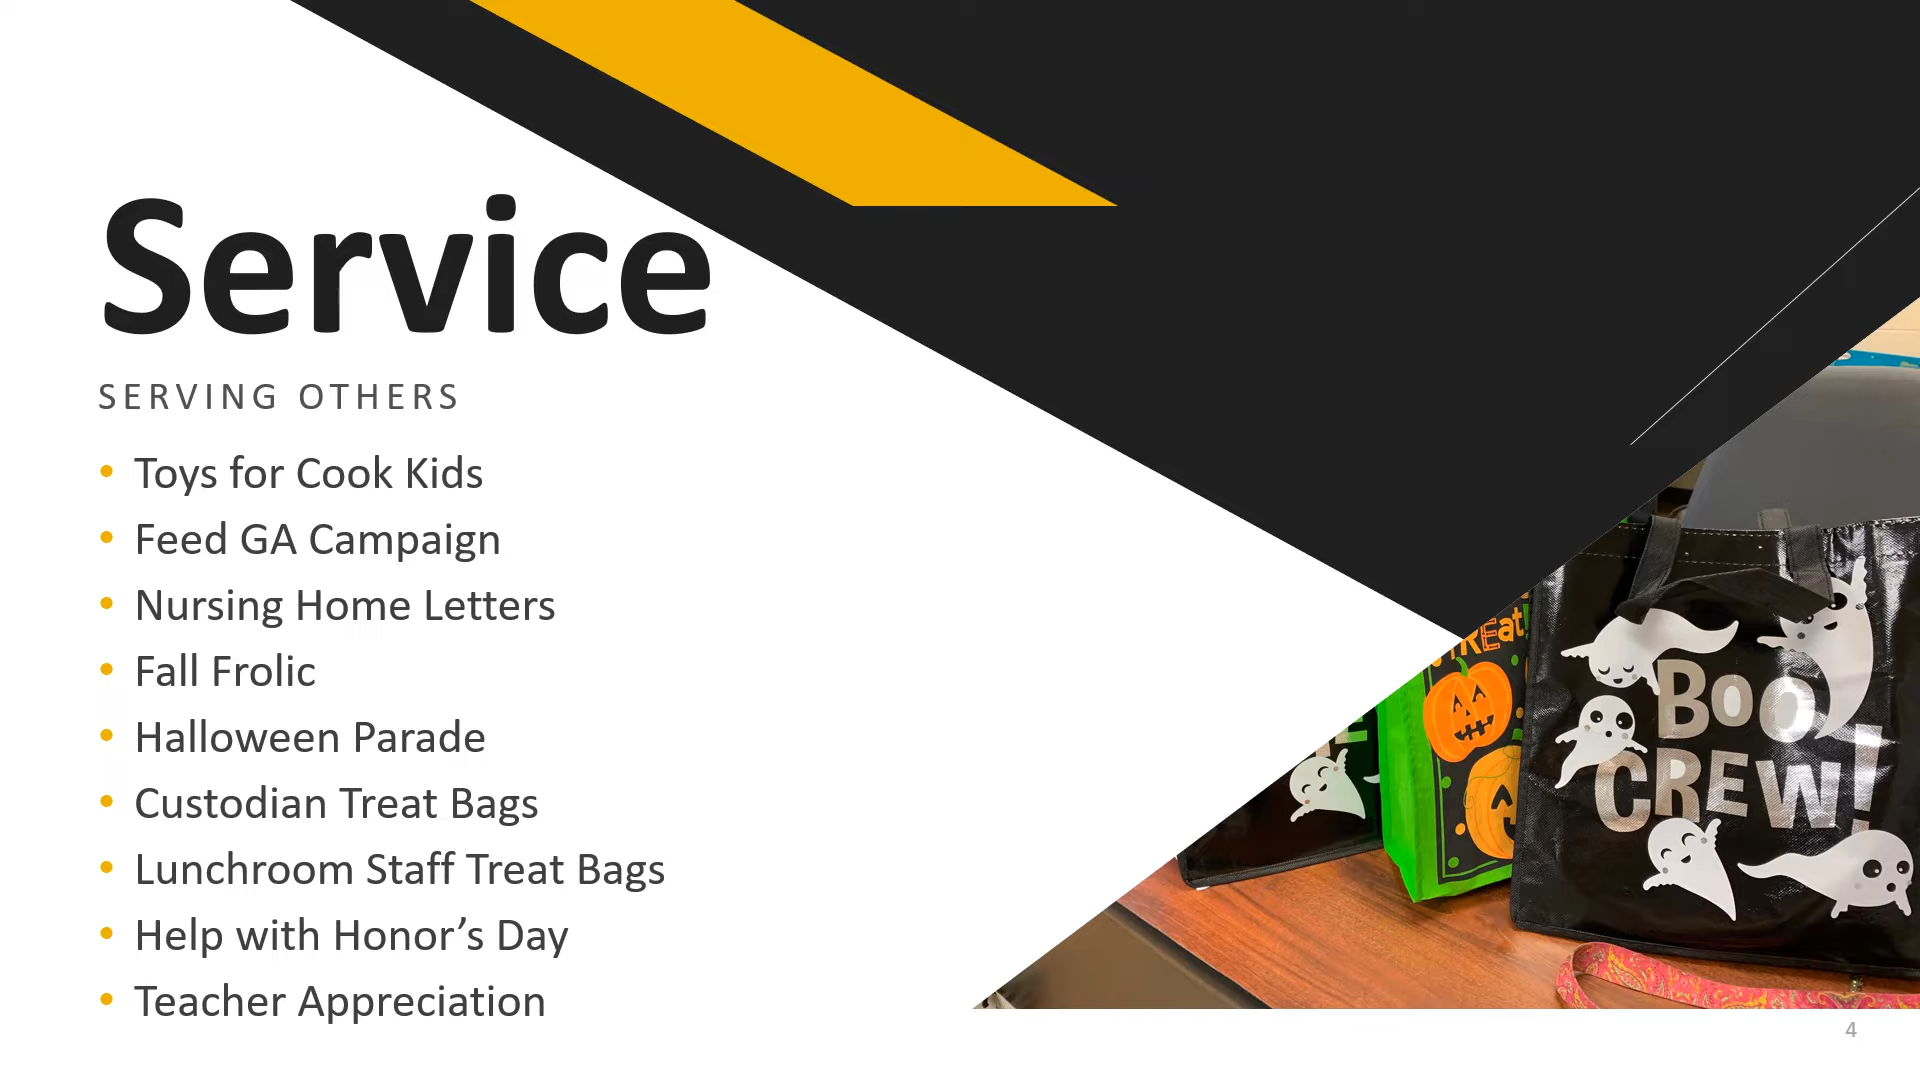 Service
SERVING OTHERS
• Toys for Cook Kids
• Feed GA Campaign
• Nursing Home Letters
• Fall Frolic
• Halloween Parade
• Custodian Treat Bags
• Lunchroom Staff Treat Bags
• Help with Honor’s Day
• Teacher Appreciation
BOO
CREW!
4